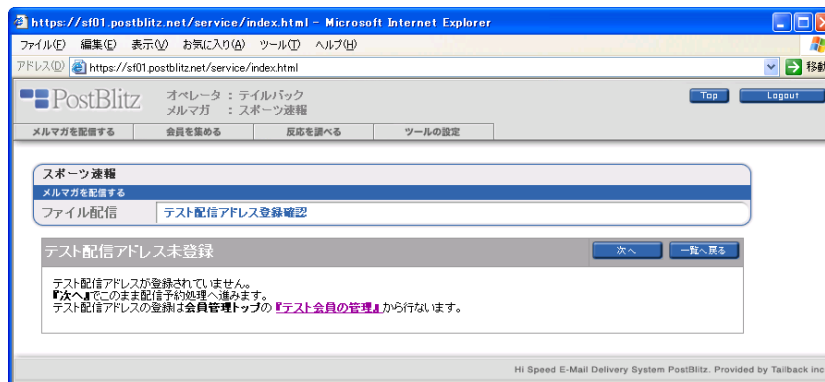 https://sf01.postblitz.net/service/index.html - Microsoft Internet Explorer
ファイル(F) 編集(E) 表示(V) お気に入り(A) ツール(T) ヘルプ(H)
アドレス(D) https://sf01.postblitz.net/service/index.html 移動
PostBlitz オペレータ : テイルバック Top Logout
メルマガ : スポーツ速報
メルマガを配信する 会員を集める 反応を調べる ツールの設定
スポーツ速報
メルマガを配信する
ファイル配信 テスト配信アドレス登録確認
テスト配信アドレス未登録 次へ 一覧へ戻る
テスト配信アドレスが登録されていません。
『次へ』でこのまま配信予約処理へ進みます。
テスト配信アドレスの登録は会員管理トップの『テスト会員の管理』から行ないます。
Hi Speed E-Mail Delivery System PostBlitz. Provided by Tailback inc